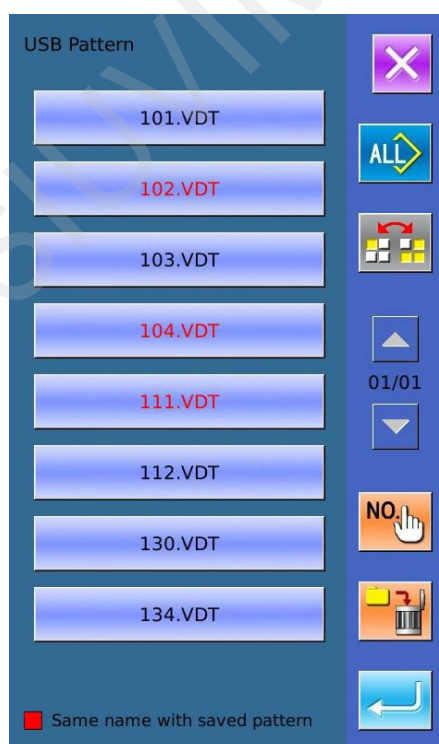 USB Pattern
101.VDT
ALL
102.VDT
103.VDT
104.VDT
01/01
111.VDT
112.VDT
NO.
130.VDT
134.VDT
Same name with saved pattern